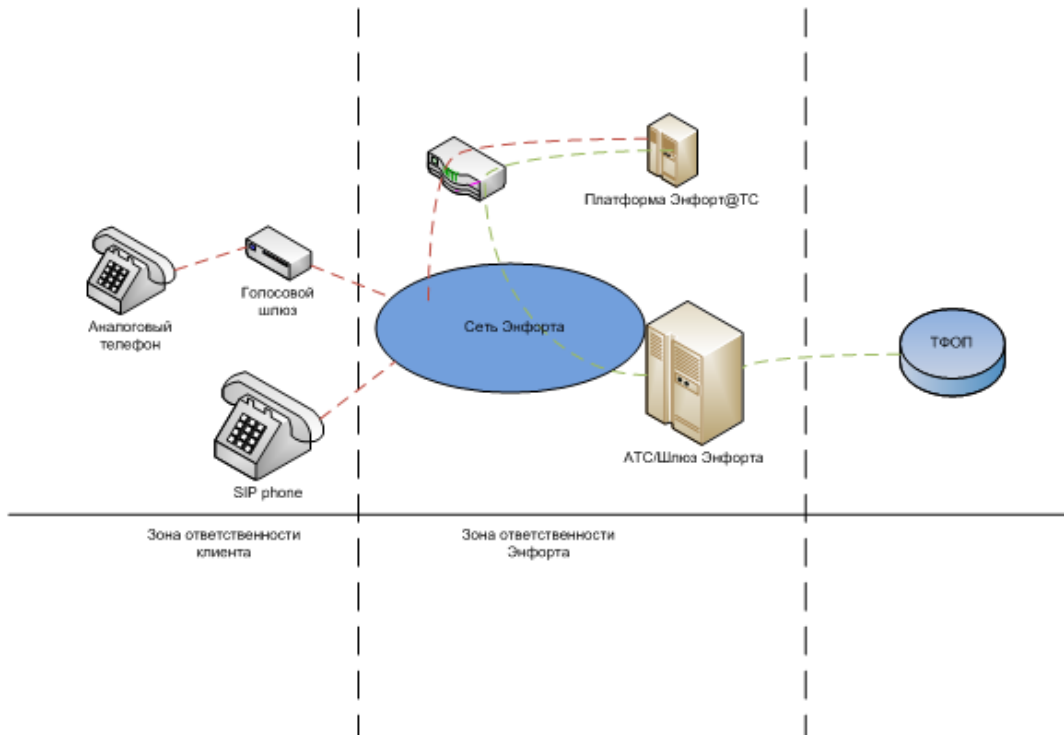 Платформа Энфорт@ТС
Голосовой
шлюз
Аналоговый
телефон
Сеть Энфорта
ТФОП
АТС/Шлюз Энфорта
SIP phone
Зона ответственности
клиента
Зона ответственности
Энфорта